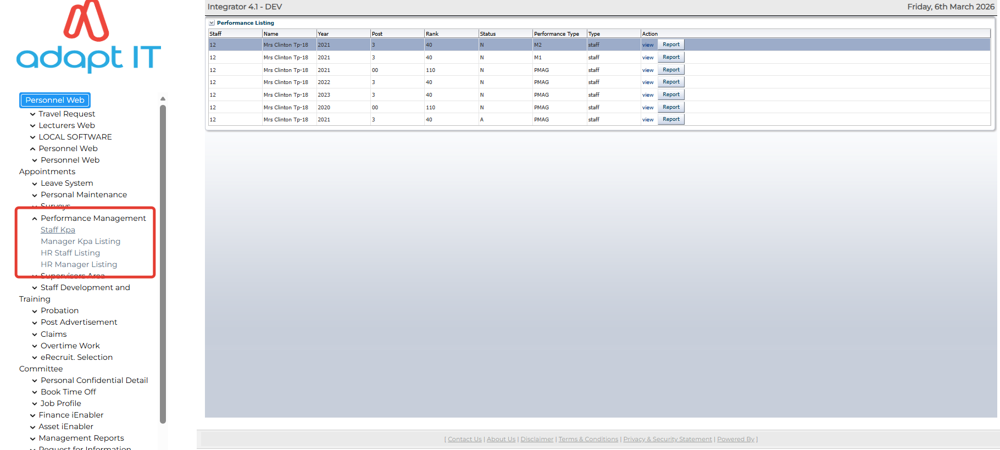 adapt IT
Integrator 4.1 - DEV
Friday, 6th March 2026
Personnel Web
Travel Request
Lecturers Web
LOCAL SOFTWARE
Personnel Web
Personnel Web
Appointments
Leave System
Personal Maintenance
Surveys
Performance Management
Staff Kpa
Manager Kpa Listing
HR Staff Listing
HR Manager Listing
Supervisors Area
Staff Development and
Training
Probation
Post Advertisement
Claims
Overtime Work
eRecruit. Selection
Committee
Personal Confidential Detail
Book Time Off
Job Profile
Finance iEnabler
Asset iEnabler
Management Reports
Request for Information
Performance Listing
Staff Name Year Post Rank Status Performance Type Type Action
12 Mrs Clinton Tp-18 2021 3 40 N M2 staff view Report
12 Mrs Clinton Tp-18 2021 3 40 N M1 staff view Report
12 Mrs Clinton Tp-18 2021 00 110 N PMAG staff view Report
12 Mrs Clinton Tp-18 2022 3 40 N PMAG staff view Report
12 Mrs Clinton Tp-18 2023 3 40 N PMAG staff view Report
12 Mrs Clinton Tp-18 2020 00 110 N PMAG staff view Report
12 Mrs Clinton Tp-18 2021 3 40 A PMAG staff view Report
[ Contact Us | About Us | Disclaimer | Terms & Conditions | Privacy & Security Statement | Powered By ]